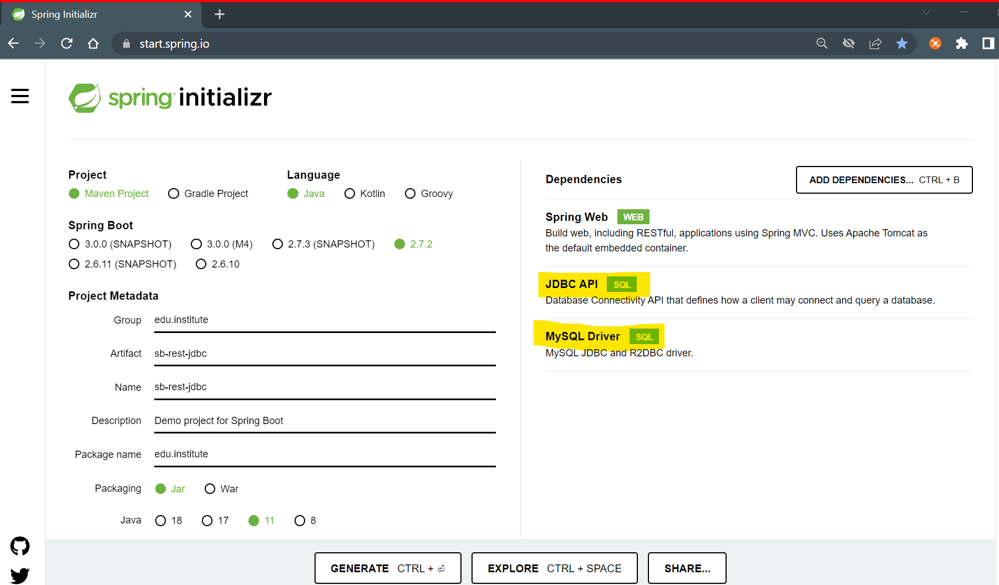 Spring Initializr
start.spring.io
spring initializr
Project
Maven Project Gradle Project
Language
Java Kotlin Groovy
Spring Boot
3.0.0 (SNAPSHOT) 3.0.0 (M4) 2.7.3 (SNAPSHOT) 2.7.2
2.6.11 (SNAPSHOT) 2.6.10
Project Metadata
Group edu.institute
Artifact sb-rest-jdbc
Name sb-rest-jdbc
Description Demo project for Spring Boot
Package name edu.institute
Packaging Jar War
Java 18 17 11 8
Dependencies ADD DEPENDENCIES... CTRL + B
Spring Web WEB
Build web, including RESTful, applications using Spring MVC. Uses Apache Tomcat as
the default embedded container.
JDBC API SQL
Database Connectivity API that defines how a client may connect and query a database.
MySQL Driver SQL
MySQL JDBC and R2DBC driver.
GENERATE CTRL + ⏎ EXPLORE CTRL + SPACE SHARE...